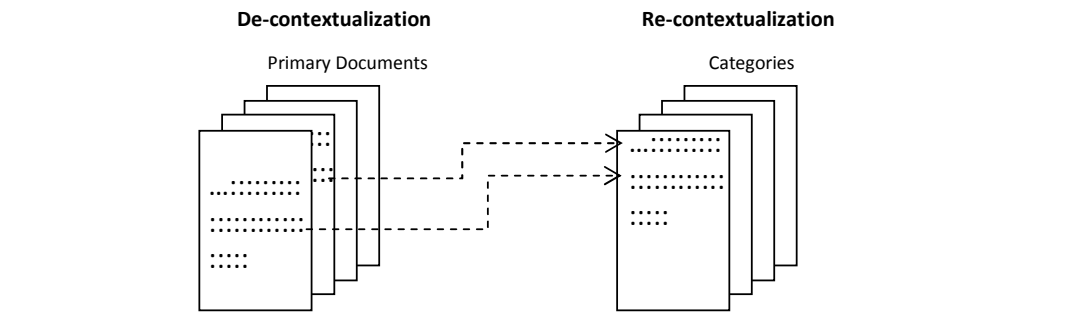 De-contextualization
Re-contextualization
Primary Documents
Categories